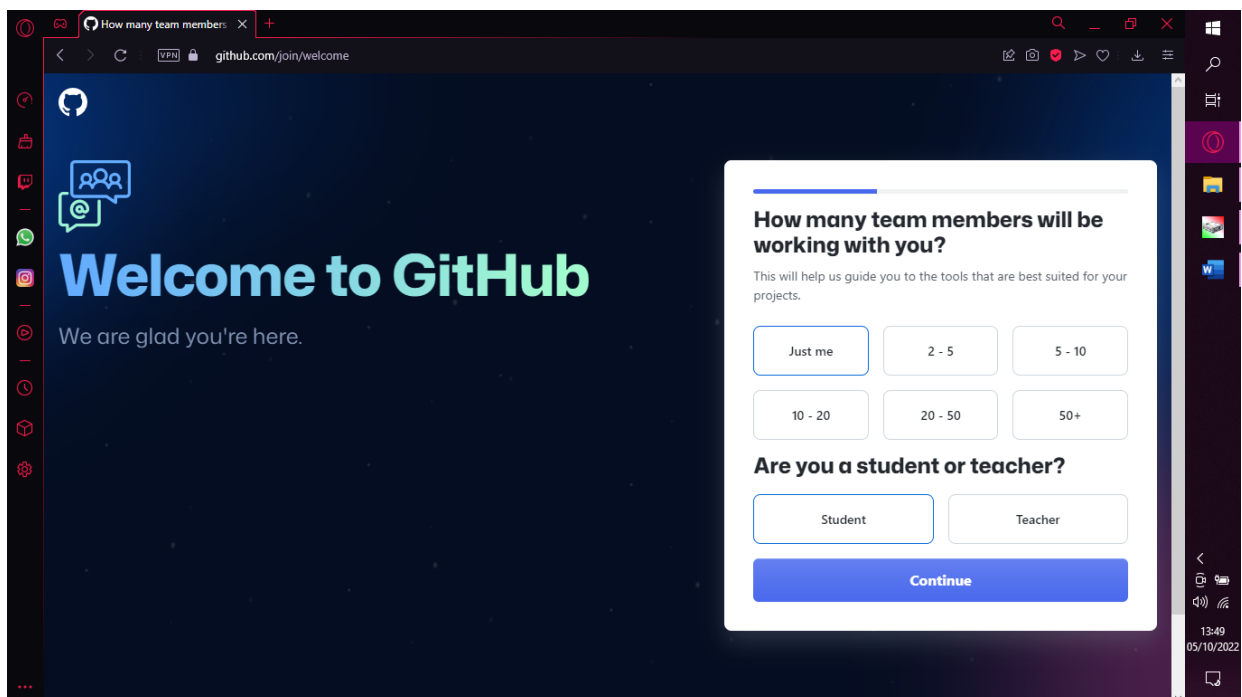 How many team members
VPN
github.com/join/welcome
@
Welcome to GitHub
We are glad you're here.
How many team members will be
working with you?
This will help us guide you to the tools that are best suited for your
projects.
Just me
2 - 5
5 - 10
10 - 20
20 - 50
50+
Are you a student or teacher?
Student
Teacher
Continue
W
13:49
05/10/2022